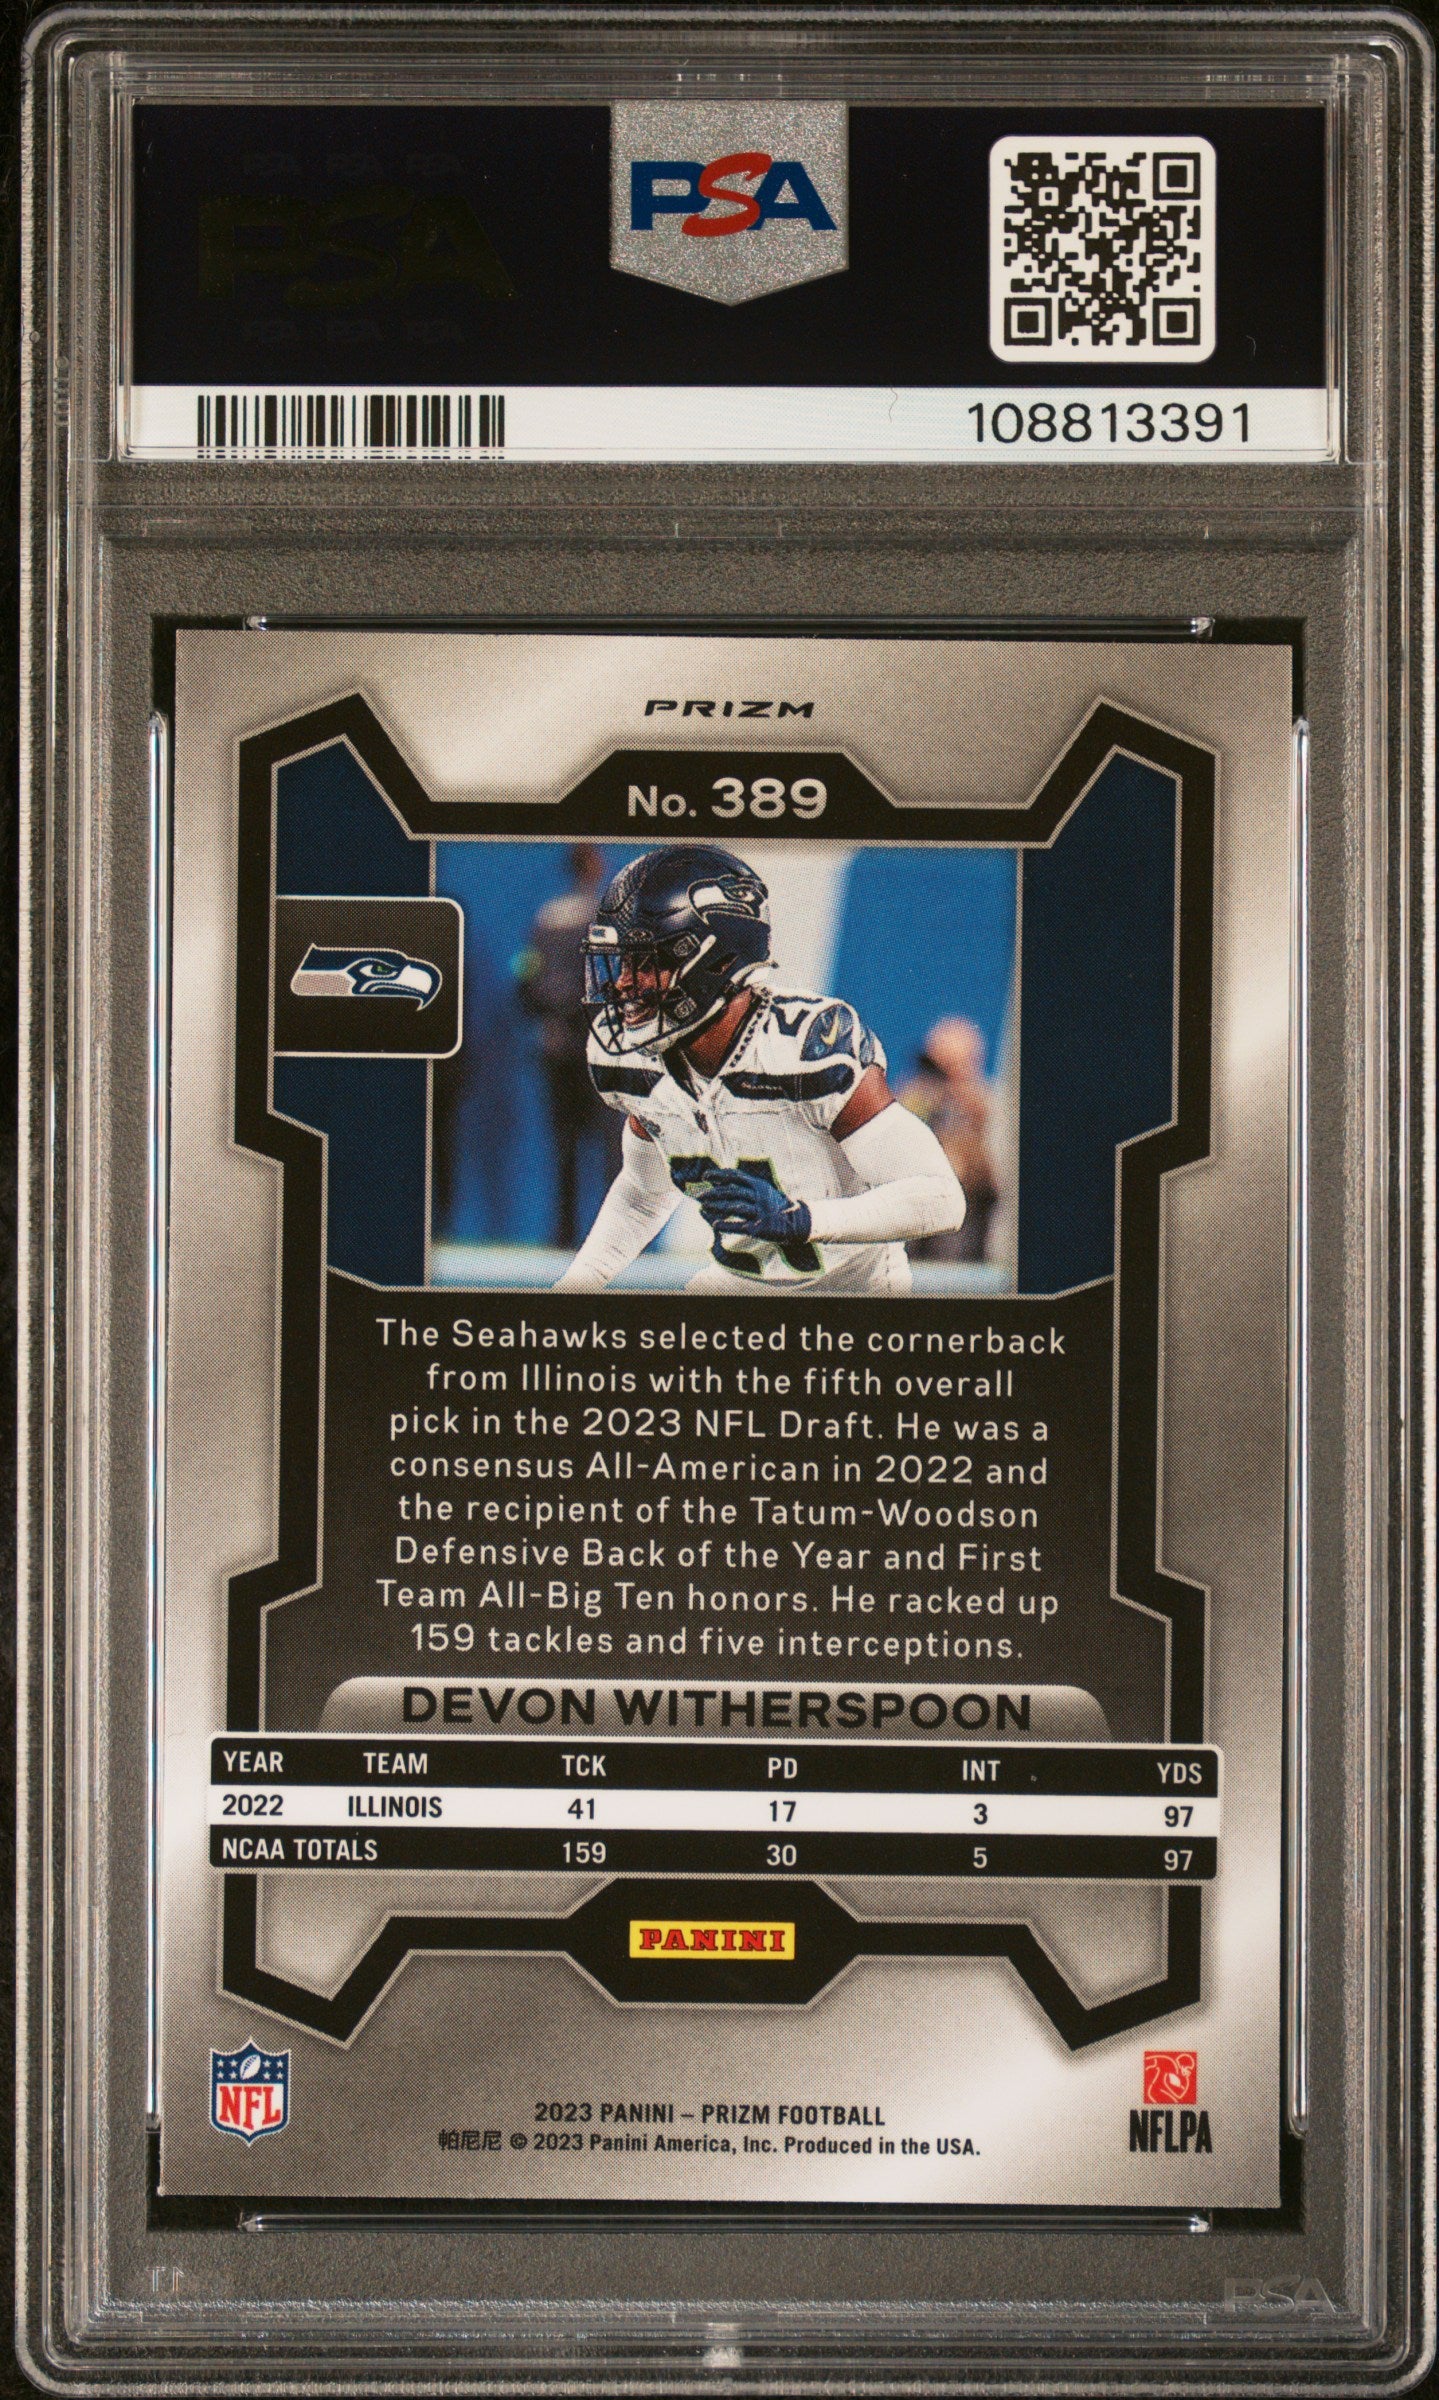 PSA
PSA
108813391
PRIZM
No. 389
The Seahawks selected the cornerback
from Illinois with the fifth overall
pick in the 2023 NFL Draft. He was a
consensus All-American in 2022 and
the recipient of the Tatum-Woodson
Defensive Back of the Year and First
Team All-Big Ten honors. He racked up
159 tackles and five interceptions.
DEVON WITHERSPOON
YEAR TEAM TCK PD INT YDS
2022 ILLINOIS 41 17 3 97
NCAA TOTALS 159 30 5 97
PANINI
NFL
2023 PANINI – PRIZM FOOTBALL
帕尼尼 © 2023 Panini America, Inc. Produced in the USA.
NFLPA
PSA